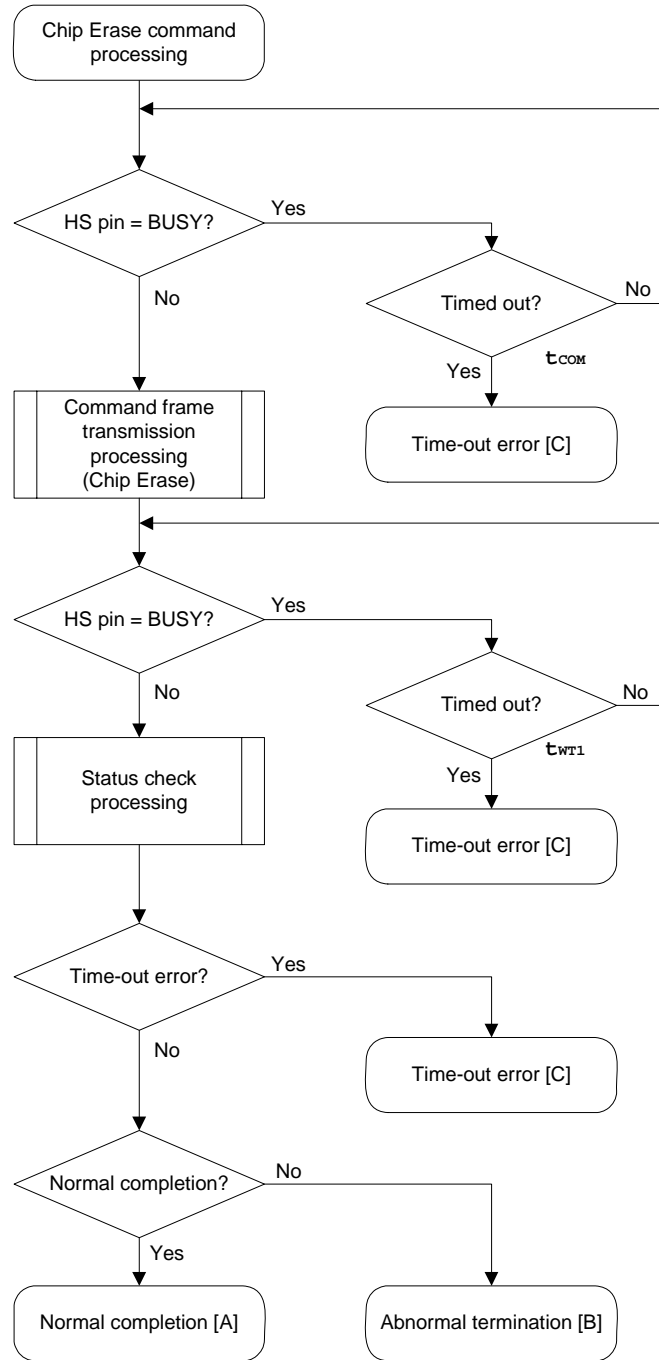 Chip Erase command
processing
HS pin = BUSY?
Yes
No
Timed out?
No
tCOM
Yes
Time-out error [C]
Command frame
transmission
processing
(Chip Erase)
HS pin = BUSY?
Yes
No
Timed out?
No
tWT1
Yes
Time-out error [C]
Status check
processing
Time-out error?
Yes
No
Time-out error [C]
Normal completion?
No
Yes
Normal completion [A]
Abnormal termination [B]